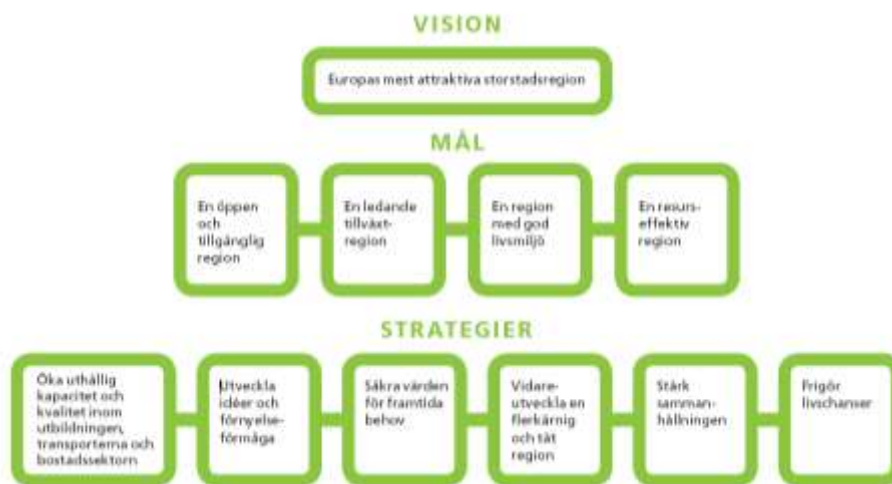 VISION
Europas mest attraktiva storstadsregion
MÅL
En öppen
och
tillgänglig
region
En ledande
tillväxt-
region
En region
med god
livsmiljö
En resurs-
effektiv
region
STRATEGIER
Öka uthållig
kapacitet och
kvalitet inom
utbildningen,
transporterna och
bostadssektorn
Utveckla
idéer och
förnyelse-
förmåga
Säkra värden
för framtida
behov
Vidare-
utveckla en
flerkärnig
och tät
region
Stärk
samman-
hållningen
Frigör
livschanser